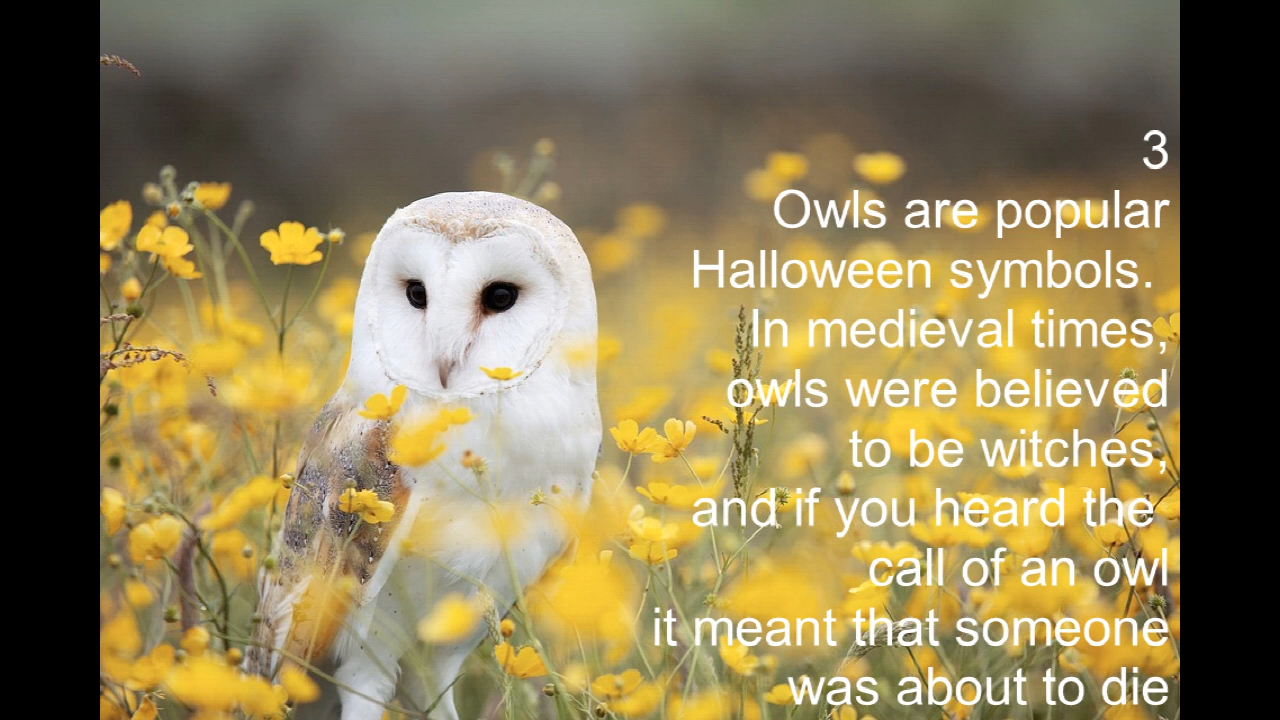 3
Owls are popular
Halloween symbols.
In medieval times,
owls were believed
to be witches,
and if you heard the
call of an owl
it meant that someone
was about to die